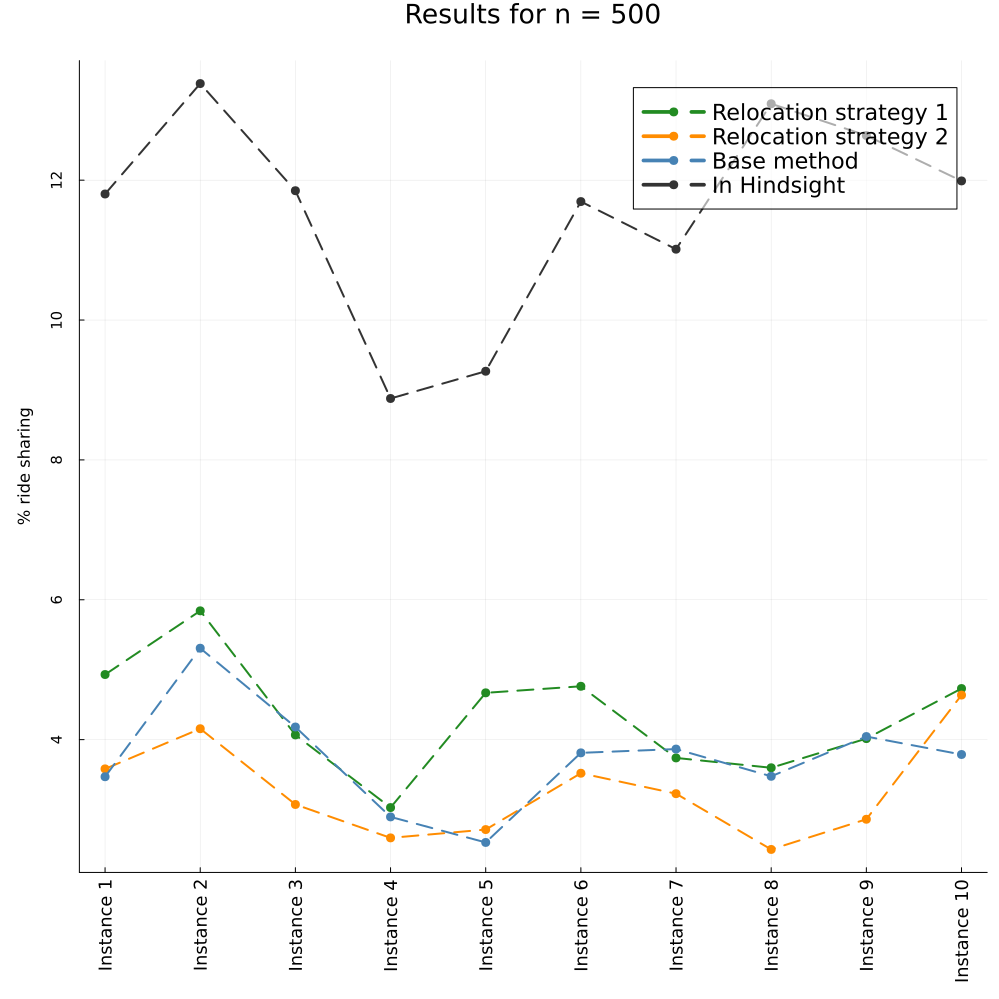 Results for n = 500
Relocation strategy 1
Relocation strategy 2
Base method
In Hindsight
12
10
8
6
4
% ride sharing
Instance 1
Instance 2
Instance 3
Instance 4
Instance 5
Instance 6
Instance 7
Instance 8
Instance 9
Instance 10